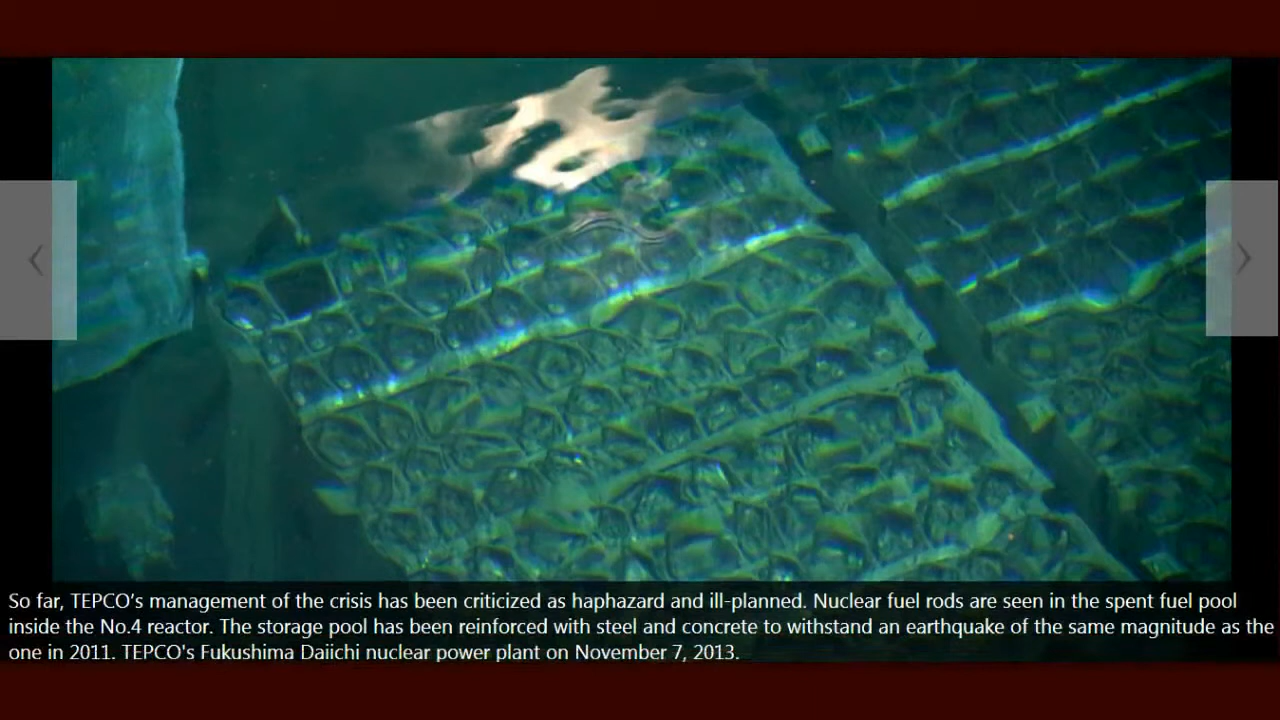 So far, TEPCO’s management of the crisis has been criticized as haphazard and ill-planned. Nuclear fuel rods are seen in the spent fuel pool
inside the No.4 reactor. The storage pool has been reinforced with steel and concrete to withstand an earthquake of the same magnitude as the
one in 2011. TEPCO's Fukushima Daiichi nuclear power plant on November 7, 2013.